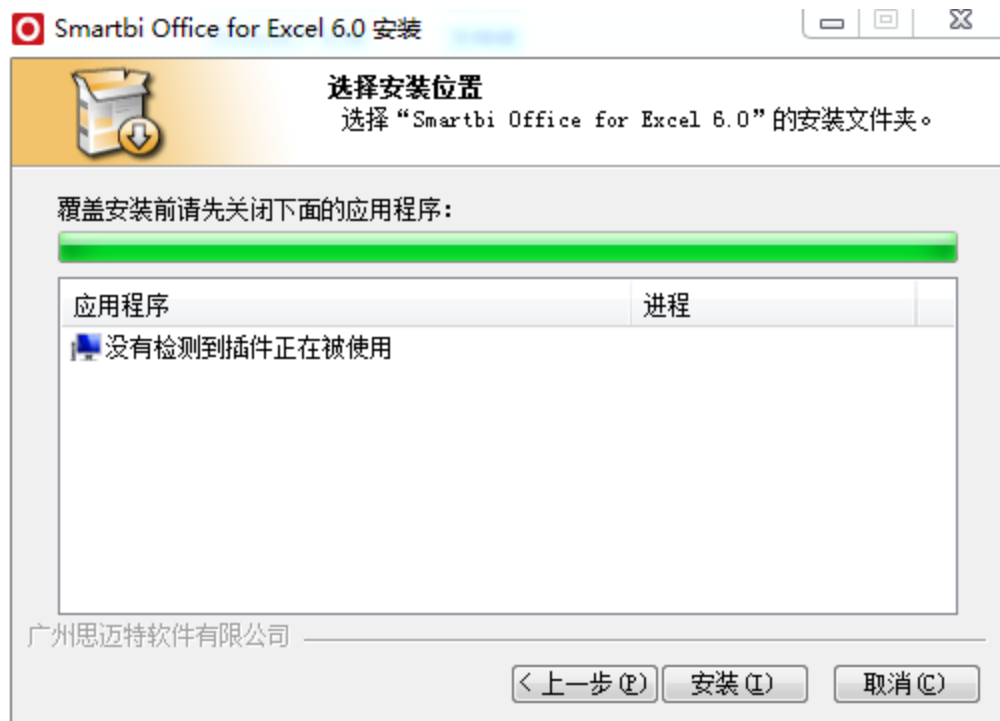 Smartbi Office for Excel 6.0 安装
选择安装位置
选择“Smartbi Office for Excel 6.0”的安装文件夹。
覆盖安装前请先关闭下面的应用程序:
应用程序 进程
没有检测到插件正在被使用
广州思迈特软件有限公司
< 上一步(P) 安装(I) 取消(C)